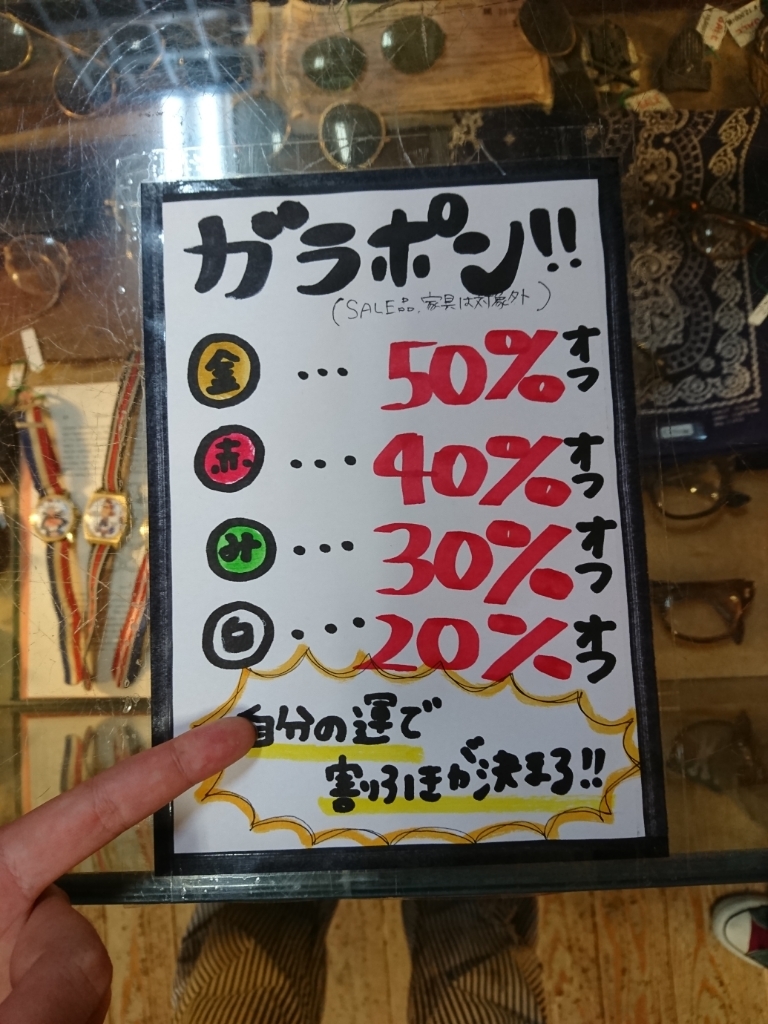 ガラポン!!
(SALE品、家具は対象外)
金 ... 50%オフ
赤 ... 40%オフ
み ... 30%オフ
白 ... 20%オフ
自分の運で
割り引きが決まる!!